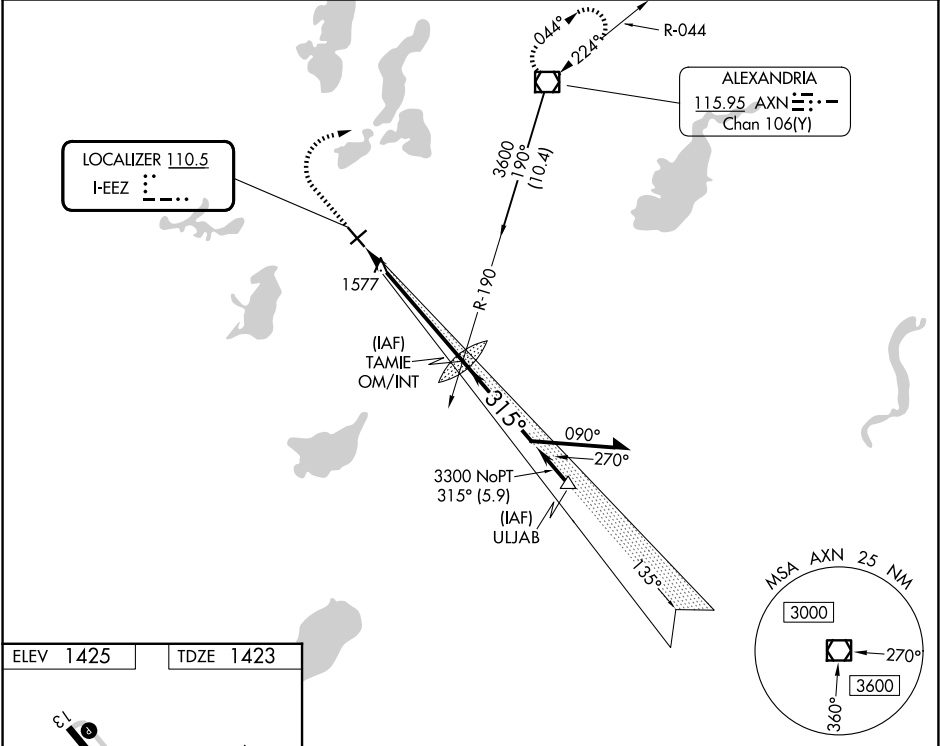 044°
224°
R-044
ALEXANDRIA
115.95 AXN
Chan 106(Y)
LOCALIZER 110.5
I-EEZ
3600
190°
(10.4)
R-190
1577
(IAF)
TAMIE
OM/INT
315°
090°
270°
3300 NoPT
315° (5.9)
(IAF)
ULJAB
135°
MSA AXN 25 NM
3000
270°
3600
360°
ELEV 1425
TDZE 1423
13
P